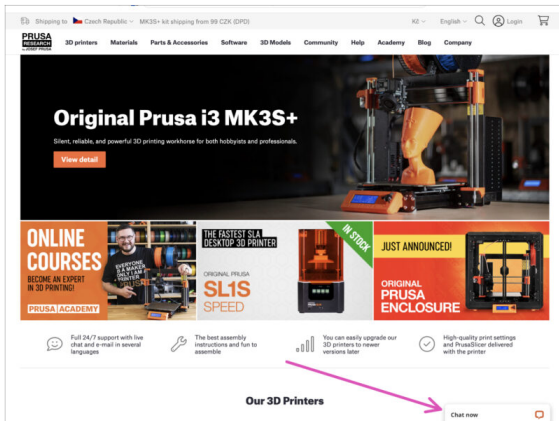 Shipping to Czech Republic MK3S+ kit shipping from 99 CZK (DPD) Kč English Login
PRUSA
RESEARCH
by JOSEF PRUSA
3D printers Materials Parts & Accessories Software 3D Models Community Help Academy Blog Company
Original Prusa i3 MK3S+
Silent, reliable, and powerful 3D printing workhorse for both hobbyists and professionals.
View detail
ONLINE
COURSES
BECOME AN EXPERT
IN 3D PRINTING!
PRUSA ACADEMY
EVERYONE
IS A MAKER
THE FASTEST SLA
DESKTOP 3D PRINTER
ORIGINAL PRUSA
SL1S
SPEED
IN STOCK
JUST ANNOUNCED!
ORIGINAL
PRUSA
ENCLOSURE
Full 24/7 support with live
chat and e-mail in several
languages
The best assembly
instructions and fun to
assemble
You can easily upgrade our
3D printers to newer
versions later
High-quality print settings
and PrusaSlicer delivered
with the printer
Our 3D Printers
Chat now